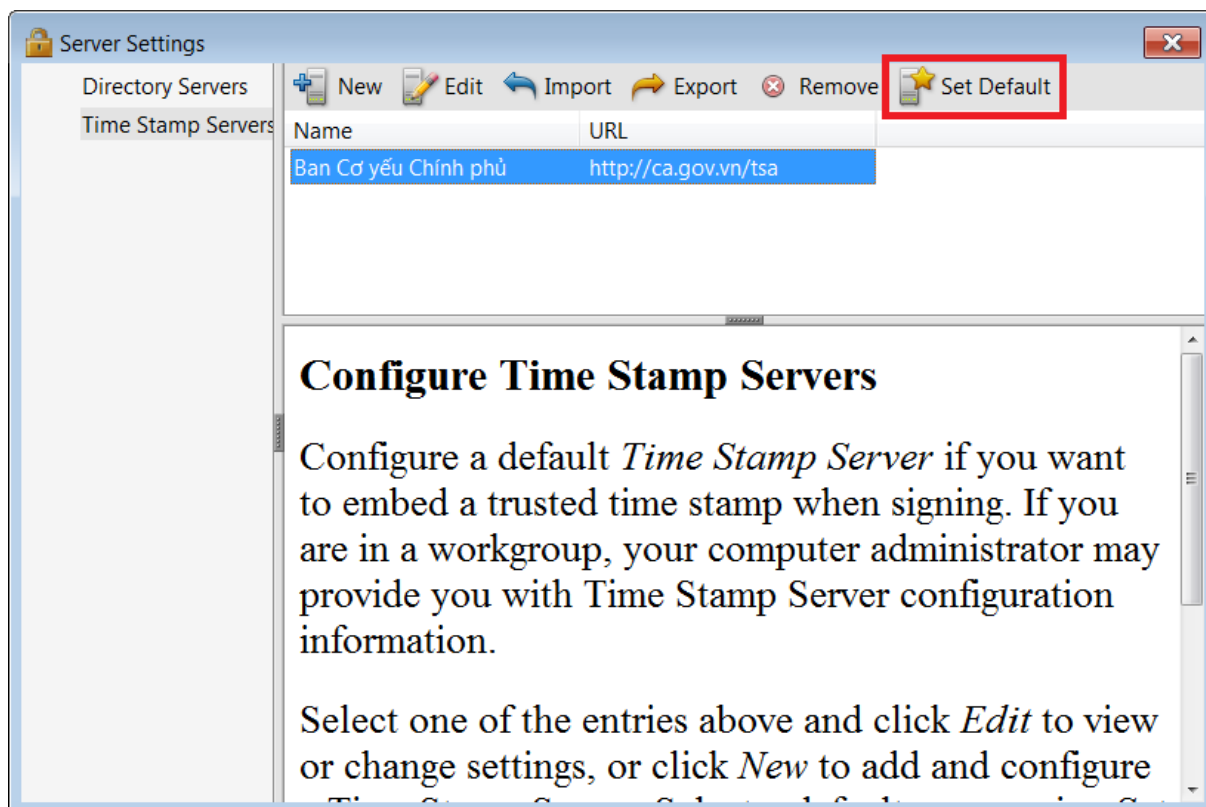 Server Settings
Directory Servers
Time Stamp Servers
New Edit Import Export Remove Set Default
Name URL
Ban Cơ yếu Chính phủ http://ca.gov.vn/tsa
Configure Time Stamp Servers
Configure a default Time Stamp Server if you want
to embed a trusted time stamp when signing. If you
are in a workgroup, your computer administrator may
provide you with Time Stamp Server configuration
information.
Select one of the entries above and click Edit to view
or change settings, or click New to add and configure